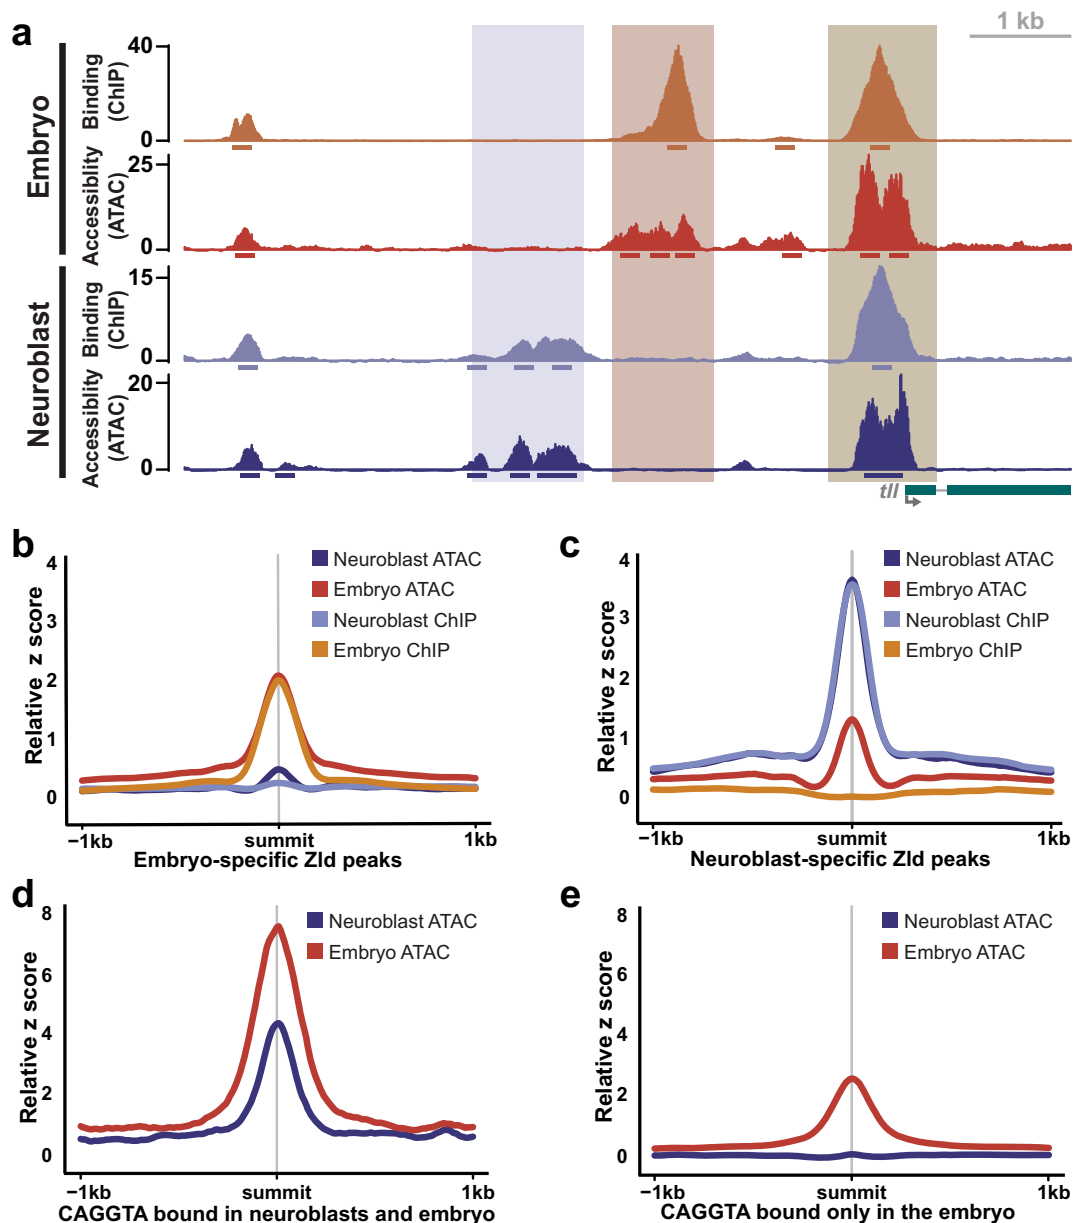 a
1 kb
Embryo
Binding
(ChIP)
40
0
Accessiblity
(ATAC)
25
0
Neuroblast
Binding
(ChIP)
15
0
Accessiblity
(ATAC)
20
0
tll
b
Relative z score
4
3
2
1
0
Neuroblast ATAC
Embryo ATAC
Neuroblast ChIP
Embryo ChIP
−1kb
summit
1kb
Embryo-specific Zld peaks
c
Relative z score
4
3
2
1
0
Neuroblast ATAC
Embryo ATAC
Neuroblast ChIP
Embryo ChIP
−1kb
summit
1kb
Neuroblast-specific Zld peaks
d
Relative z score
8
6
4
2
0
Neuroblast ATAC
Embryo ATAC
−1kb
summit
1kb
CAGGTA bound in neuroblasts and embryo
e
Relative z score
8
6
4
2
0
Neuroblast ATAC
Embryo ATAC
−1kb
summit
1kb
CAGGTA bound only in the embryo